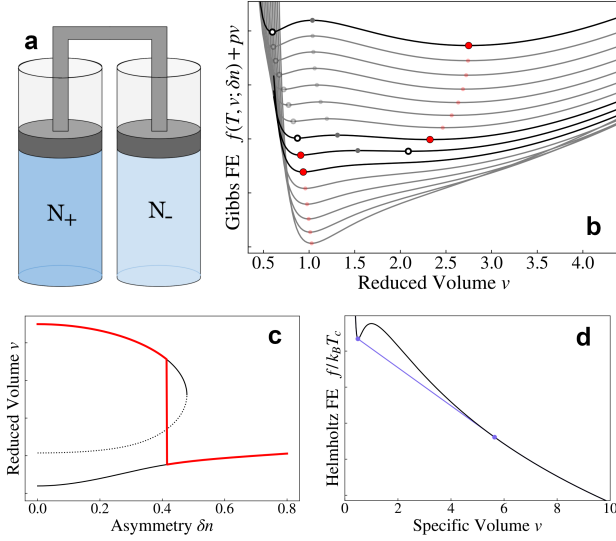 a
N₊
N₋
Gibbs FE f(T, v; δn) + pv
b
0.5 1.0 1.5 2.0 2.5 3.0 3.5 4.0
Reduced Volume v
c
Reduced Volume v
0.0 0.2 0.4 0.6 0.8
Asymmetry δn
d
Helmholtz FE f/k_BT_c
0 2 4 6 8 10
Specific Volume v